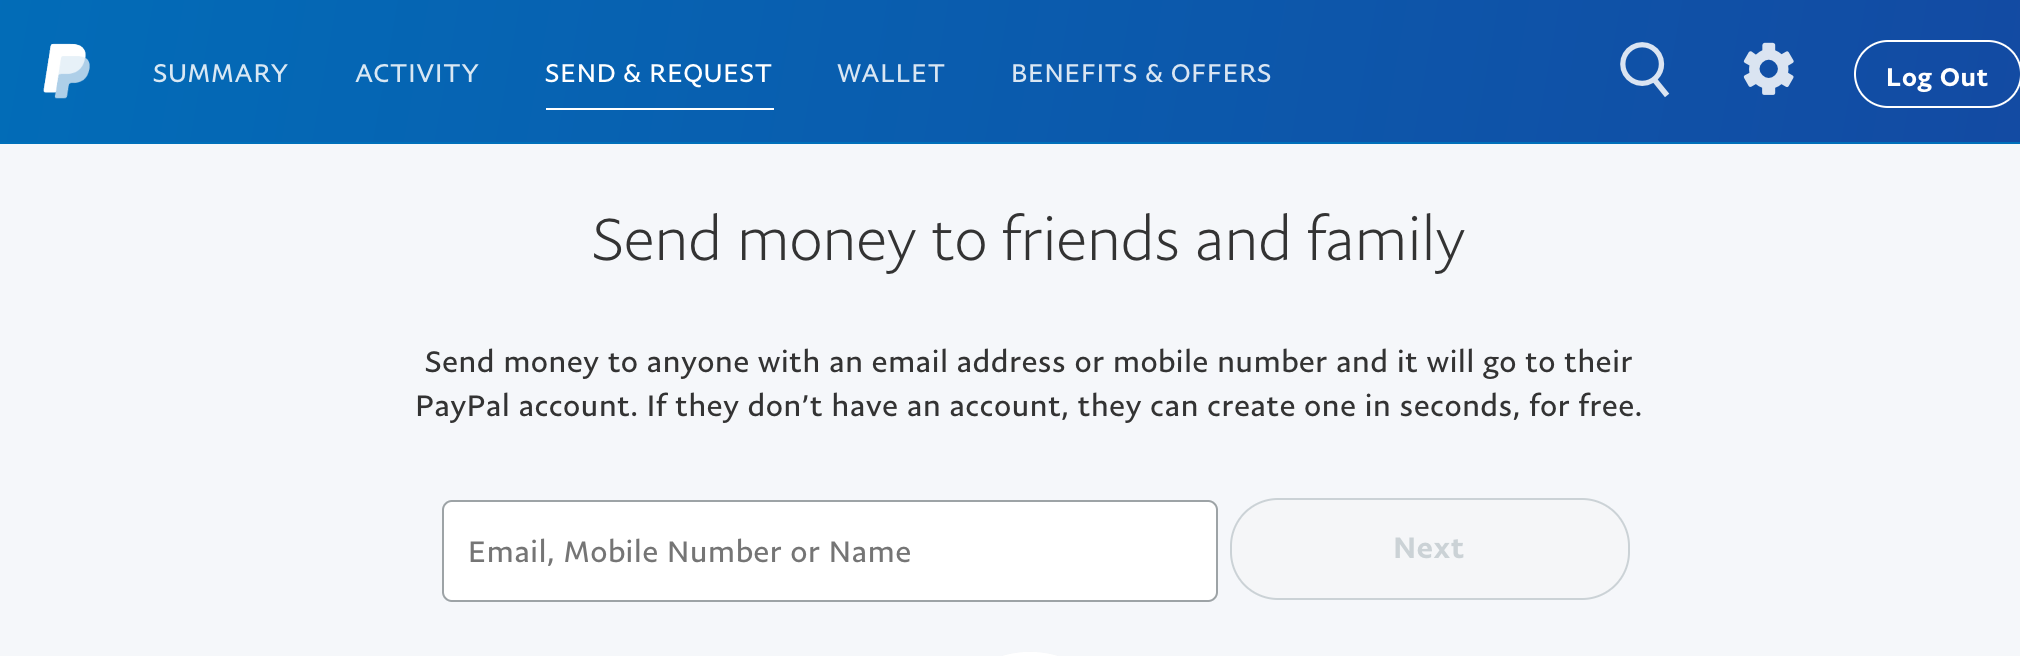 SUMMARY ACTIVITY SEND & REQUEST WALLET BENEFITS & OFFERS Log Out
Send money to friends and family
Send money to anyone with an email address or mobile number and it will go to their
PayPal account. If they don’t have an account, they can create one in seconds, for free.
Email, Mobile Number or Name Next